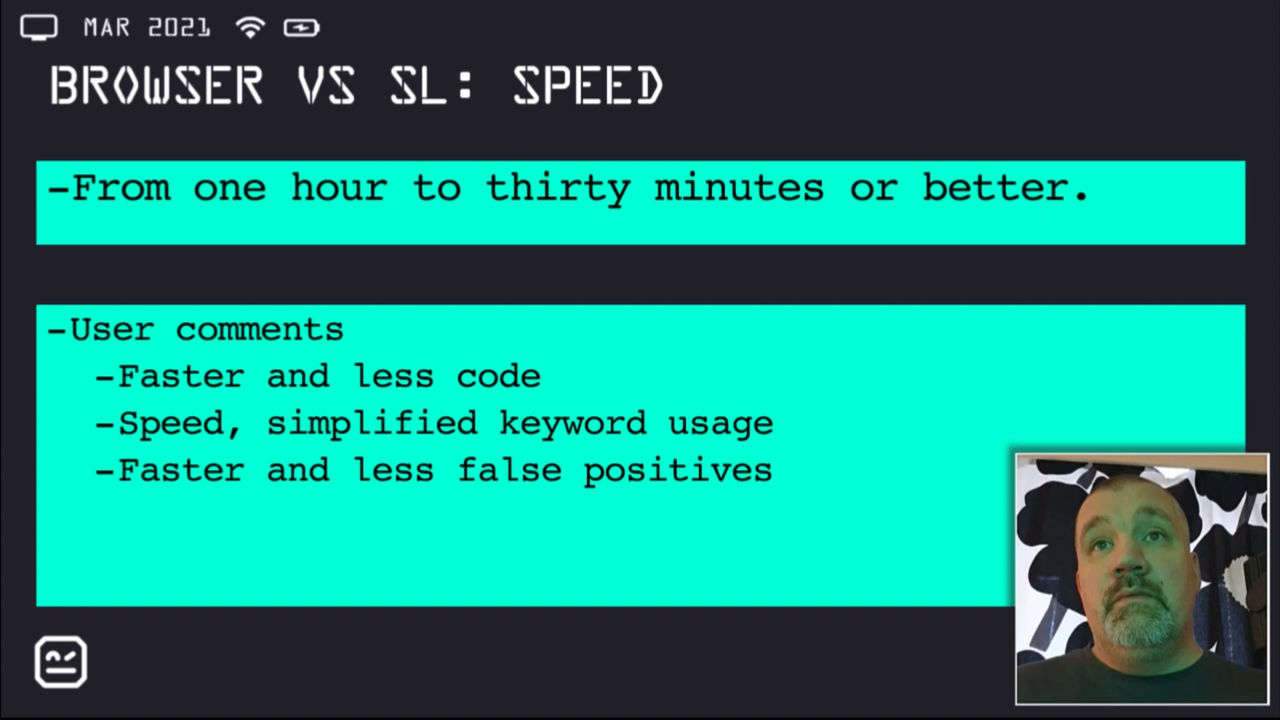 MAR 2021
BROWSER VS SL: SPEED
-From one hour to thirty minutes or better.
-User comments
-Faster and less code
-Speed, simplified keyword usage
-Faster and less false positives